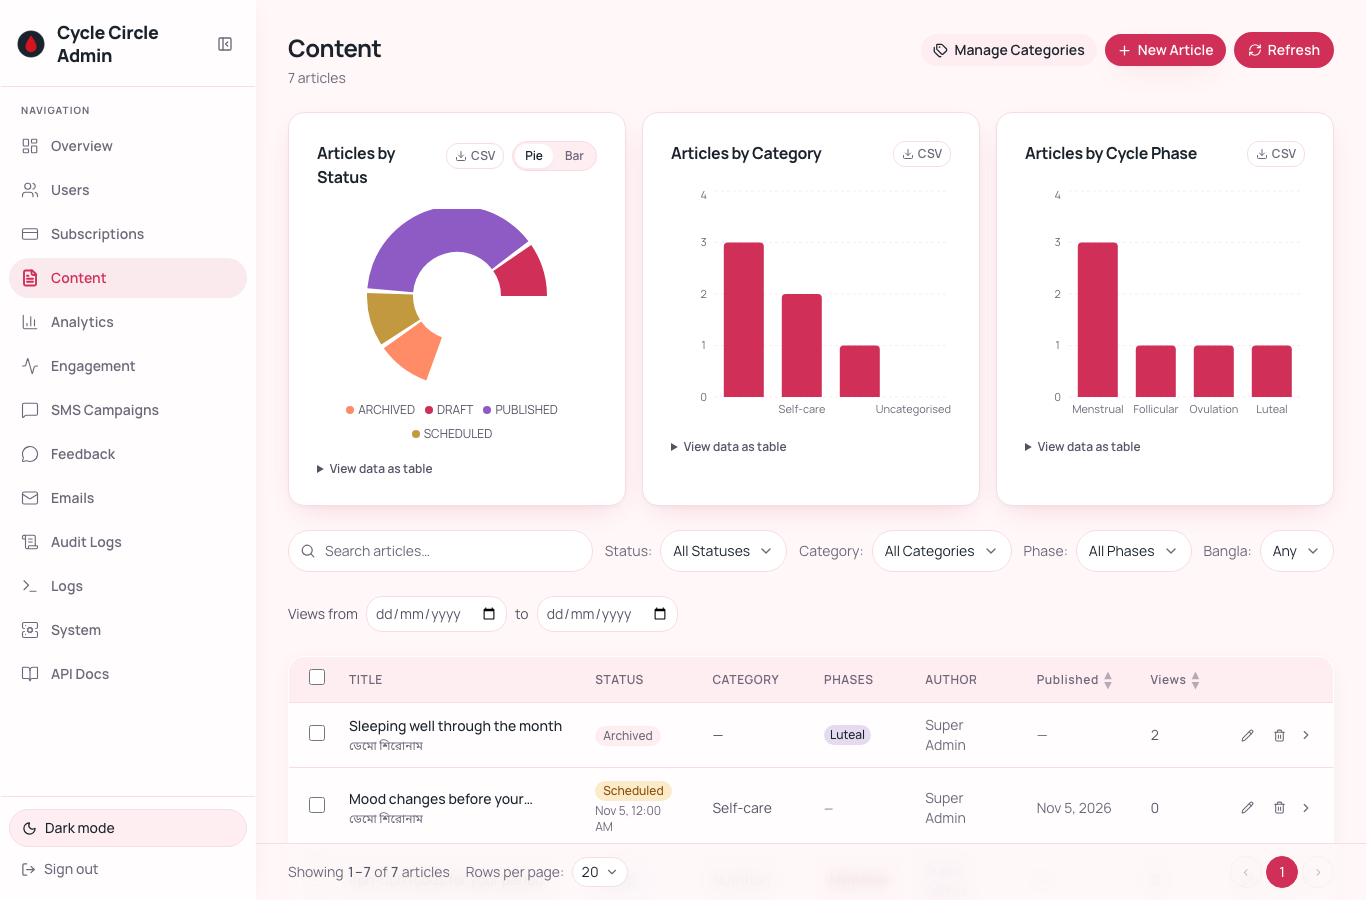 Cycle Circle
Admin
NAVIGATION
Overview
Users
Subscriptions
Content
Analytics
Engagement
SMS Campaigns
Feedback
Emails
Audit Logs
Logs
System
API Docs
Dark mode
Sign out
Content
7 articles
Manage Categories
New Article
Refresh
Articles by
Status
CSV
Pie
Bar
ARCHIVED
DRAFT
PUBLISHED
SCHEDULED
View data as table
Articles by Category
CSV
4
3
2
1
0
Self-care
Uncategorised
View data as table
Articles by Cycle Phase
CSV
4
3
2
1
0
Menstrual
Follicular
Ovulation
Luteal
View data as table
Search articles...
Status:
All Statuses
Category:
All Categories
Phase:
All Phases
Bangla:
Any
Views from
dd/mm/yyyy
to
dd/mm/yyyy
TITLE
STATUS
CATEGORY
PHASES
AUTHOR
Published
Views
Sleeping well through the month
ডেমো শিরোনাম
Archived
—
Luteal
Super
Admin
—
2
Mood changes before your...
ডেমো শিরোনাম
Scheduled
Nov 5, 12:00
AM
Self-care
—
Super
Admin
Nov 5, 2026
0
Showing 1–7 of 7 articles
Rows per page:
20
1